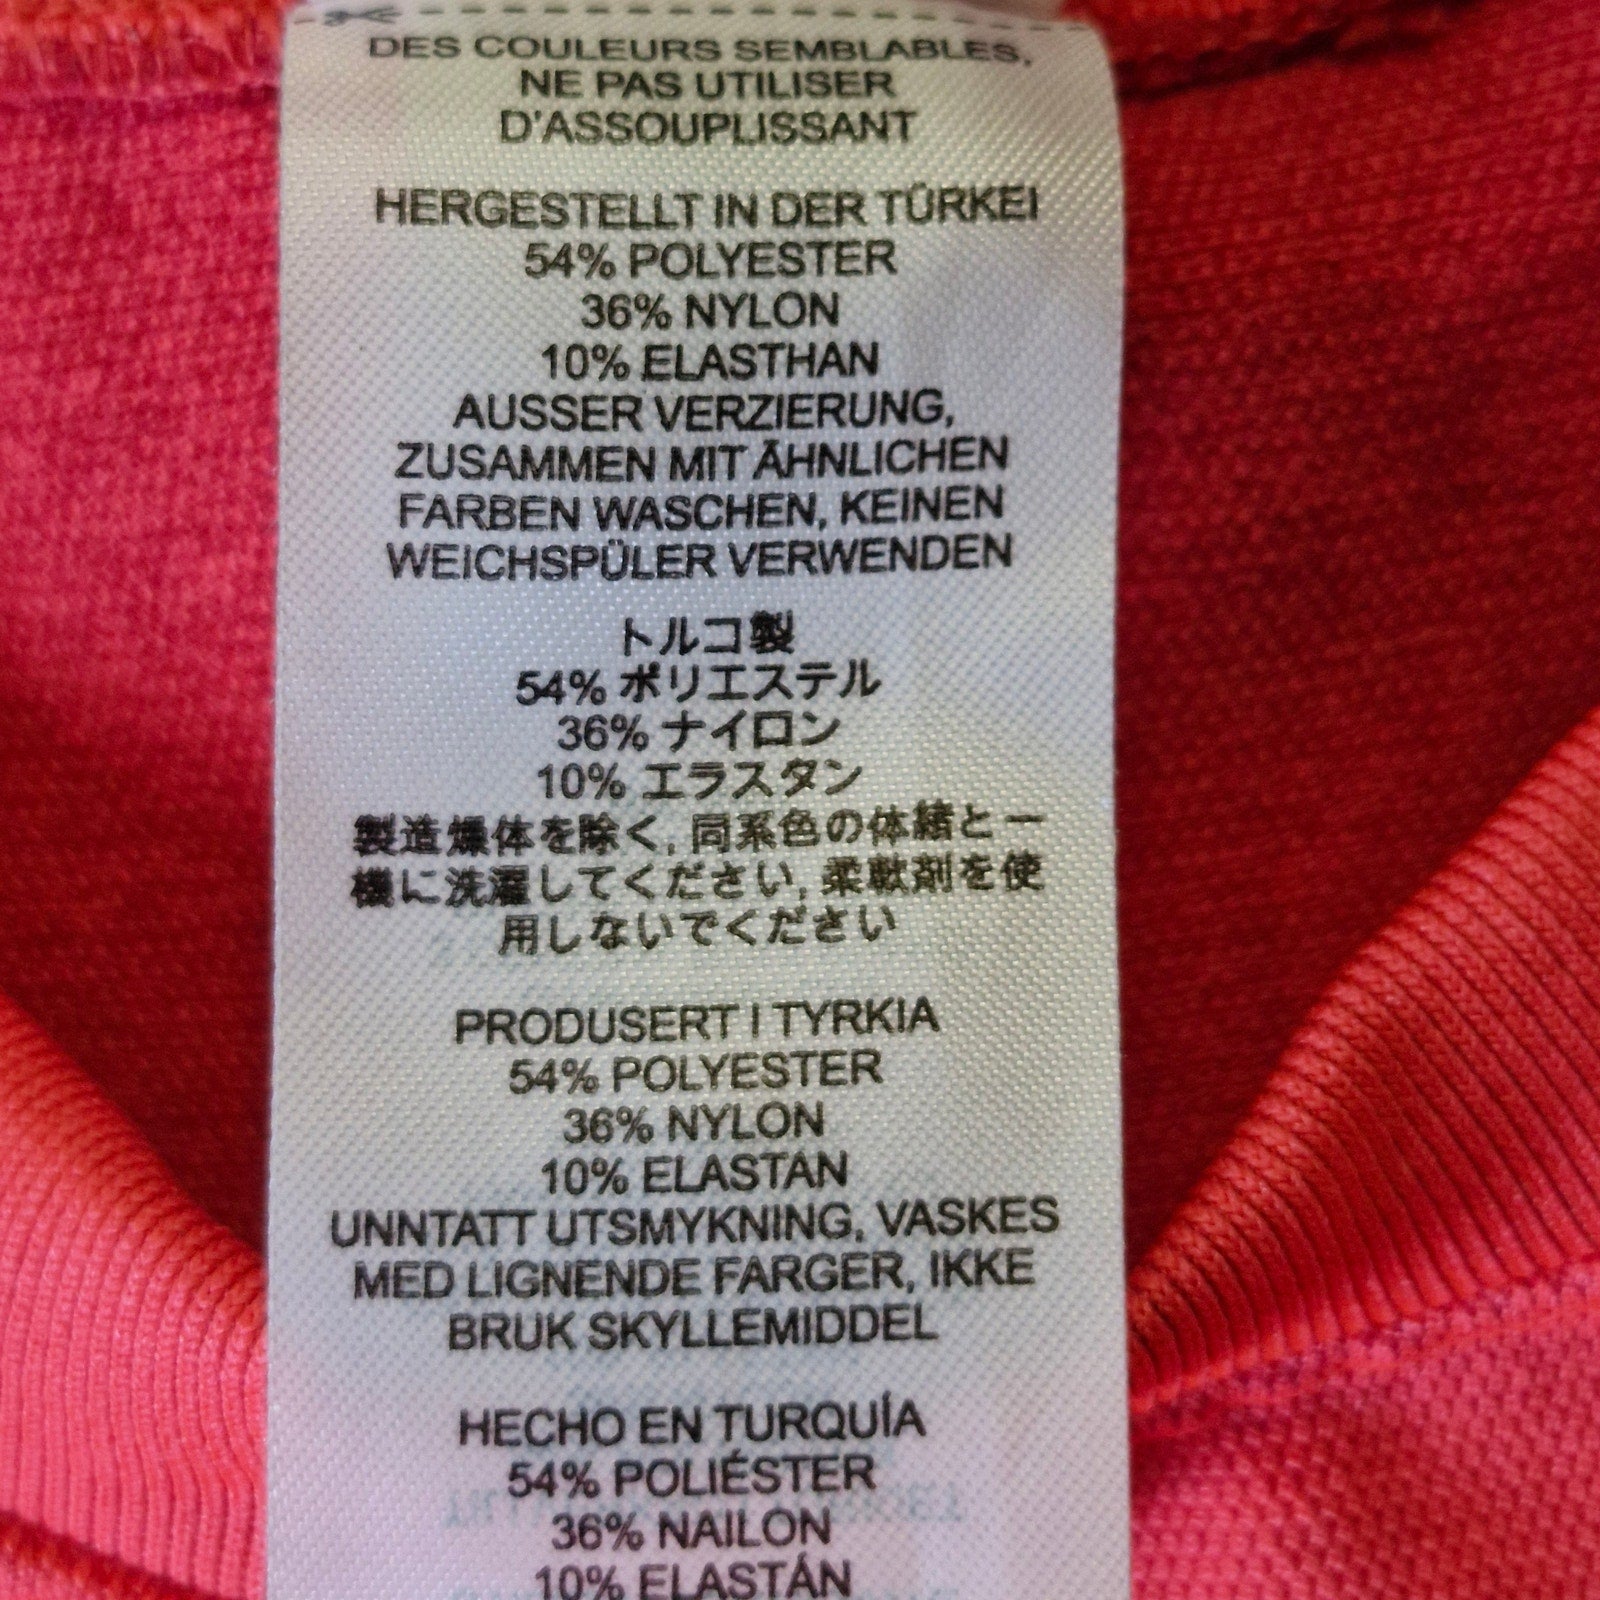 DES COULEURS SEMBLABLES,
NE PAS UTILISER
D'ASSOUPLISSANT
HERGESTELLT IN DER TÜRKEI
54% POLYESTER
36% NYLON
10% ELASTHAN
AUSSER VERZIERUNG,
ZUSAMMEN MIT ÄHNLICHEN
FARBEN WASCHEN, KEINEN
WEICHSPÜLER VERWENDEN
トルコ製
54% ポリエステル
36% ナイロン
10% エラスタン
製造燥体を除く, 同系色の体緒と一
機に洗濯してください, 柔軟剤を使
用しないでください
PRODUSERT I TYRKIA
54% POLYESTER
36% NYLON
10% ELASTAN
UNNTATT UTSMYKNING, VASKES
MED LIGNENDE FARGER, IKKE
BRUK SKYLLEMIDDEL
HECHO EN TURQUÍA
54% POLIÉSTER
36% NAILON
10% ELASTÁN